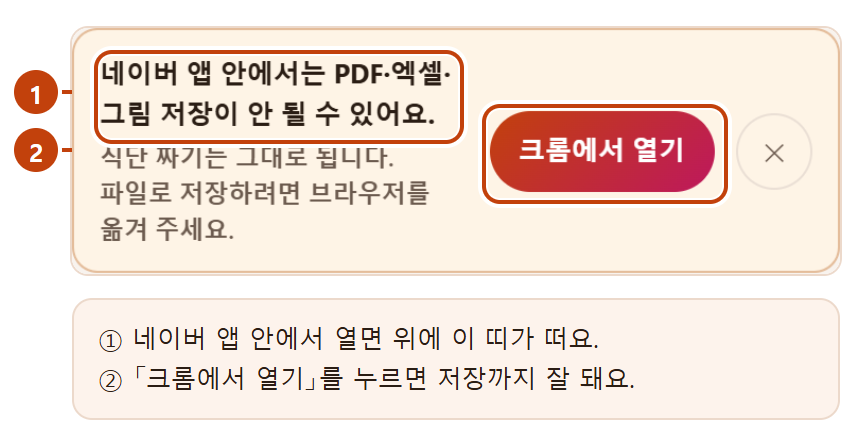 네이버 앱 안에서는 PDF·엑셀·
그림 저장이 안 될 수 있어요.
식단 짜기는 그대로 됩니다.
파일로 저장하려면 브라우저를
옮겨 주세요.
크롬에서 열기
×
1
2
① 네이버 앱 안에서 열면 위에 이 띠가 떠요.
② 「크롬에서 열기」를 누르면 저장까지 잘 돼요.